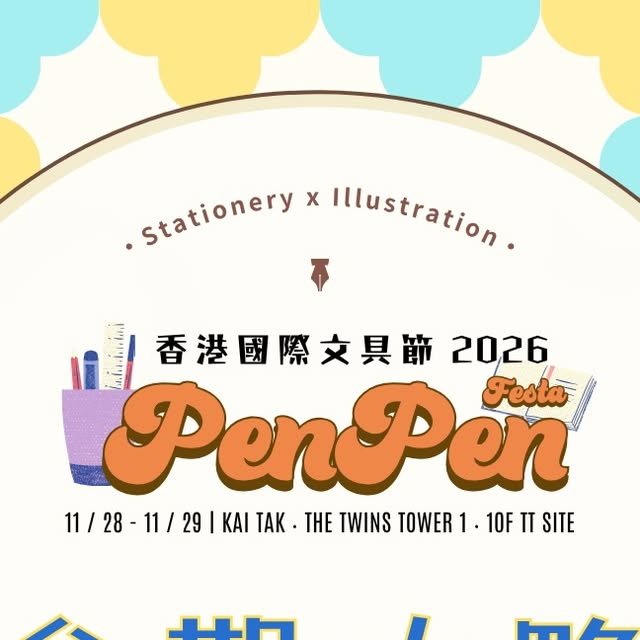 • Stationery x Illustration •
香港國際文具節 2026
PenPen Festa
11 / 28 - 11 / 29 | KAI TAK · THE TWINS TOWER 1 · 10F TT SITE